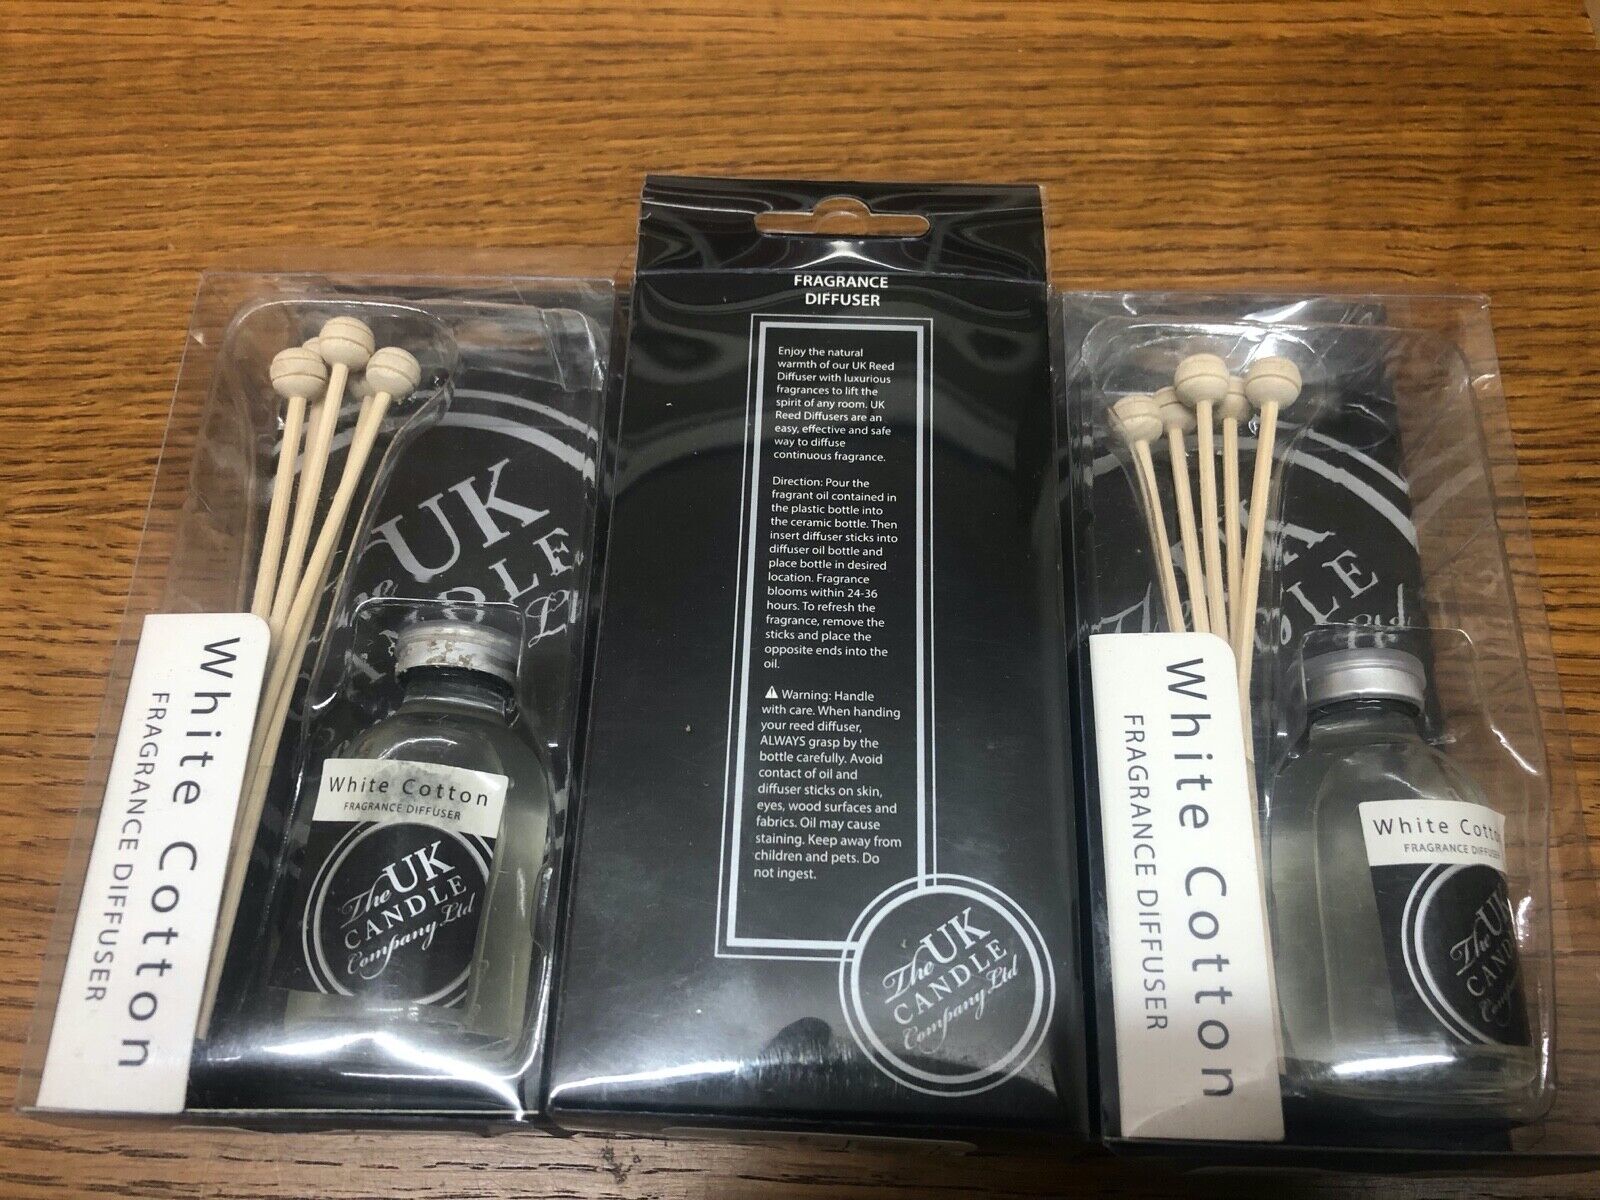 UK
White Cotton
FRAGRANCE DIFFUSER
White Cotton
FRAGRANCE DIFFUSER
The UK
CANDLE
Company Ltd
FRAGRANCE
DIFFUSER
Enjoy the natural
warmth of our UK Reed
Diffuser with luxurious
fragrances to lift the
spirit of any room. UK
Reed Diffusers are an
easy, effective and safe
way to diffuse
continuous fragrance.
Direction: Pour the
fragrant oil contained in
the plastic bottle into
the ceramic bottle. Then
insert diffuser sticks into
diffuser oil bottle and
place bottle in desired
location. Fragrance
blooms within 24-36
hours. To refresh the
fragrance, remove the
sticks and place the
opposite ends into the
oil.
⚠ Warning: Handle
with care. When handing
your reed diffuser,
ALWAYS grasp by the
bottle carefully. Avoid
contact of oil and
diffuser sticks on skin,
eyes, wood surfaces and
fabrics. Oil may cause
staining. Keep away from
children and pets. Do
not ingest.
The UK
CANDLE
Company Ltd
White Cotton
FRAGRANCE DIFFUSER
White Cotton
FRAGRANCE DIFFUSER
The UK